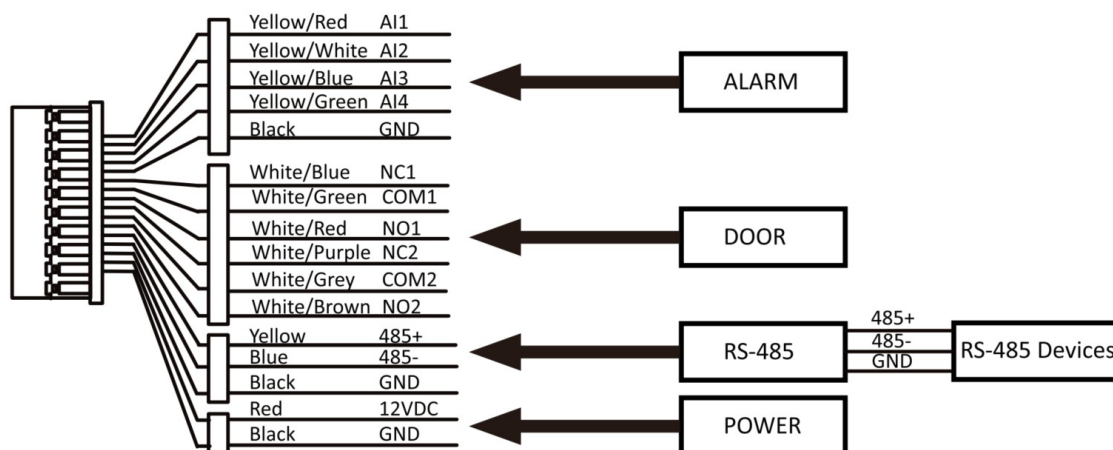 Yellow/Red AI1
Yellow/White AI2
Yellow/Blue AI3
Yellow/Green AI4
Black GND
ALARM
White/Blue NC1
White/Green COM1
White/Red NO1
White/Purple NC2
White/Grey COM2
White/Brown NO2
DOOR
Yellow 485+
Blue 485-
Black GND
RS-485
485+
485-
GND
RS-485 Devices
Red 12VDC
Black GND
POWER